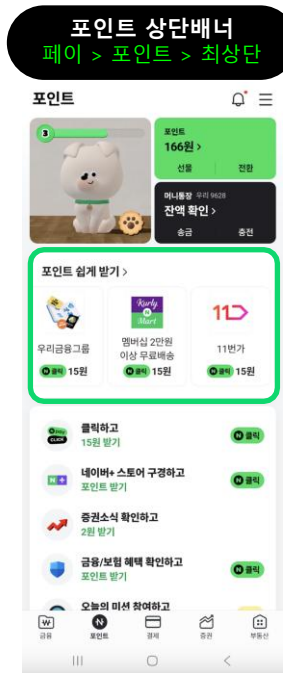 포인트 상단배너
페이 > 포인트 > 최상단
포인트
3
포인트
166원 >
선물 전환
머니통장 우리 9628
잔액 확인 >
송금 충전
포인트 쉽게 받기 >
Kurly
N
Mart
11
우리금융그룹
멤버십 2만원
이상 무료배송
11번가
N 클릭 15원
N 클릭 15원
N 클릭 15원
클릭하고
15원 받기
CLICK
N 클릭
네이버+ 스토어 구경하고
포인트 받기
N +
N 클릭
증권소식 확인하고
2원 받기
금융/보험 혜택 확인하고
포인트 받기
N 클릭
오늘의 미션 참여하고
금융 포인트 결제 증권 부동산